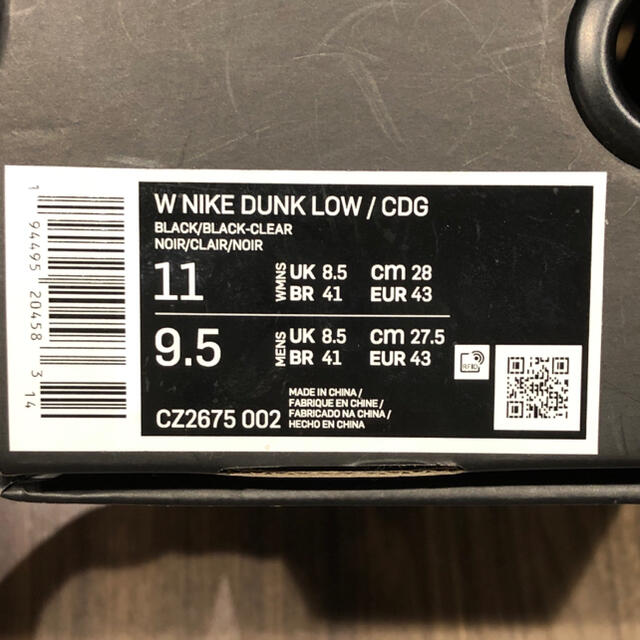 W NIKE DUNK LOW / CDG
BLACK/BLACK-CLEAR
NOIR/CLAIR/NOIR
11 WMNS UK 8.5 cm 28
BR 41 EUR 43
9.5 MENS UK 8.5 cm 27.5
BR 41 EUR 43
RFID
CZ2675 002
MADE IN CHINA /
FABRIQUE EN CHINE /
FABRICADO NA CHINA /
HECHO EN CHINA
1 94495 20458 3 14